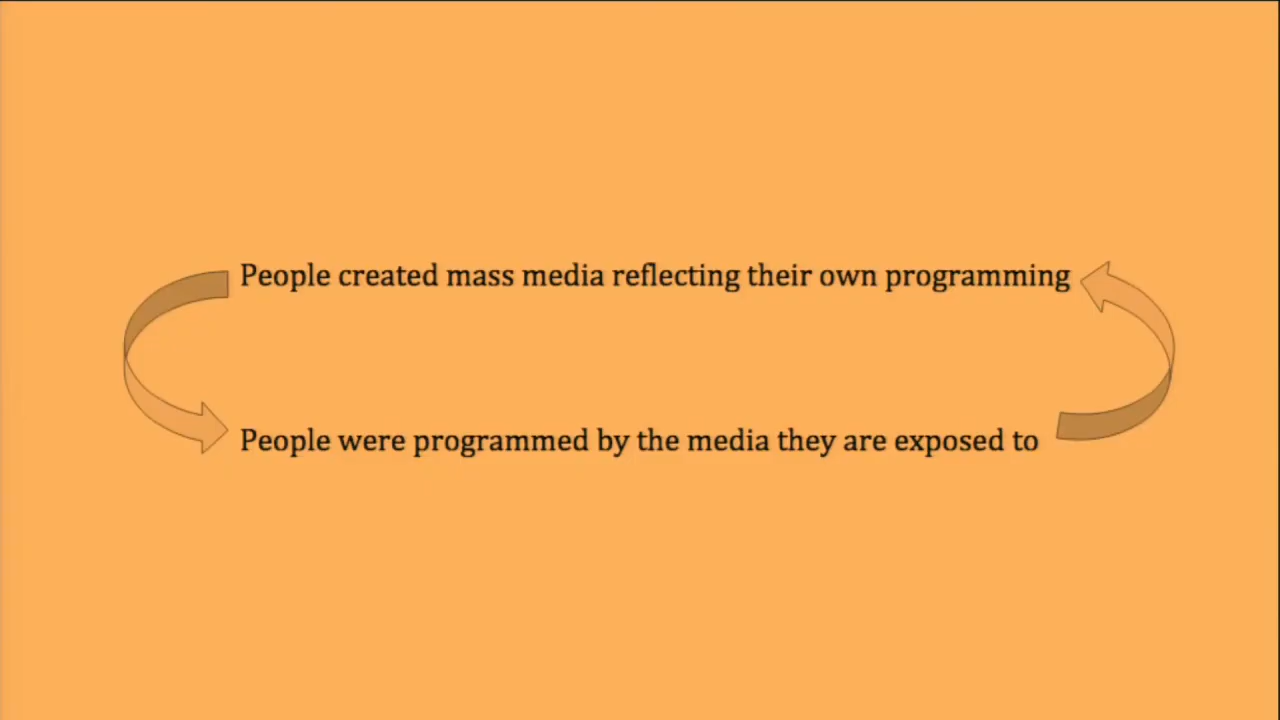 People created mass media reflecting their own programming
People were programmed by the media they are exposed to